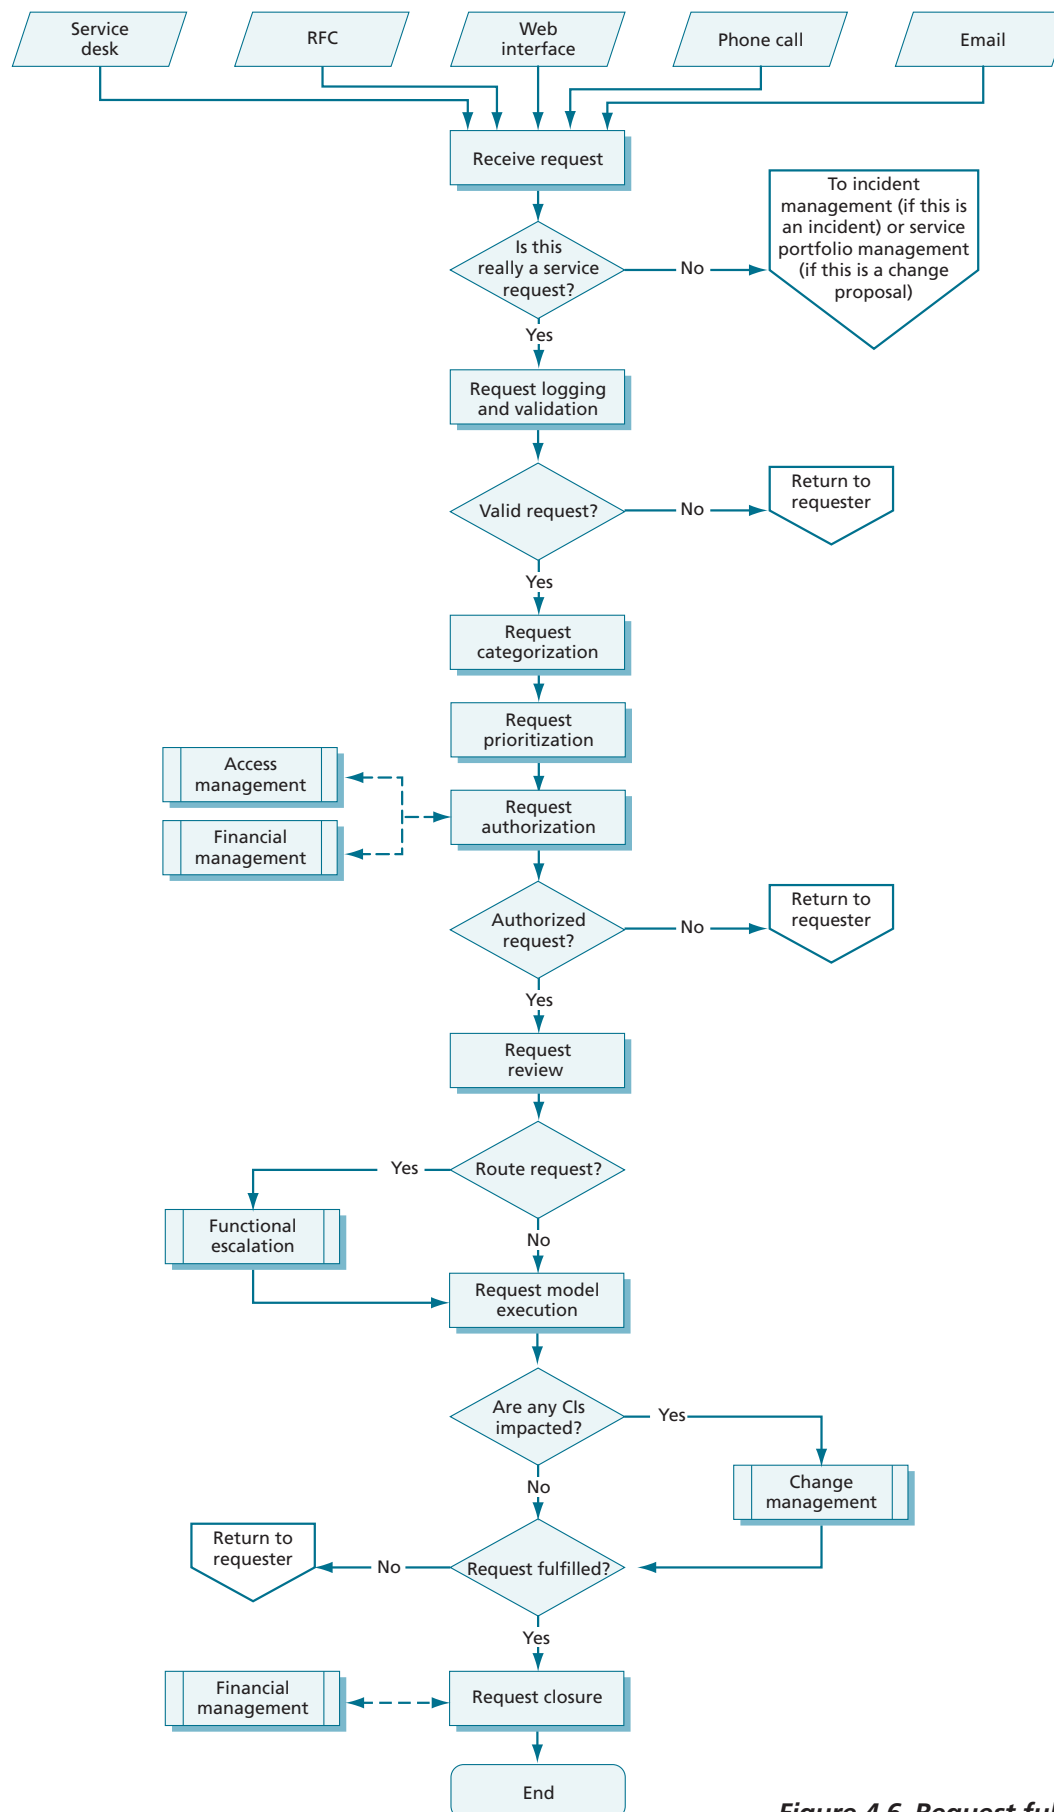 Service
desk
RFC
Web
interface
Phone call
Email
Receive request
To incident
management (if this is
an incident) or service
portfolio management
(if this is a change
proposal)
Is this
really a service
request?
No
Yes
Request logging
and validation
Valid request?
No
Return to
requester
Yes
Request
categorization
Request
prioritization
Access
management
Request
authorization
Financial
management
Authorized
request?
No
Return to
requester
Yes
Request
review
Yes
Route request?
Functional
escalation
No
Request model
execution
Are any CIs
impacted?
Yes
Change
management
No
Return to
requester
No
Request fulfilled?
Yes
Financial
management
Request closure
End
Figure 4.6 Request